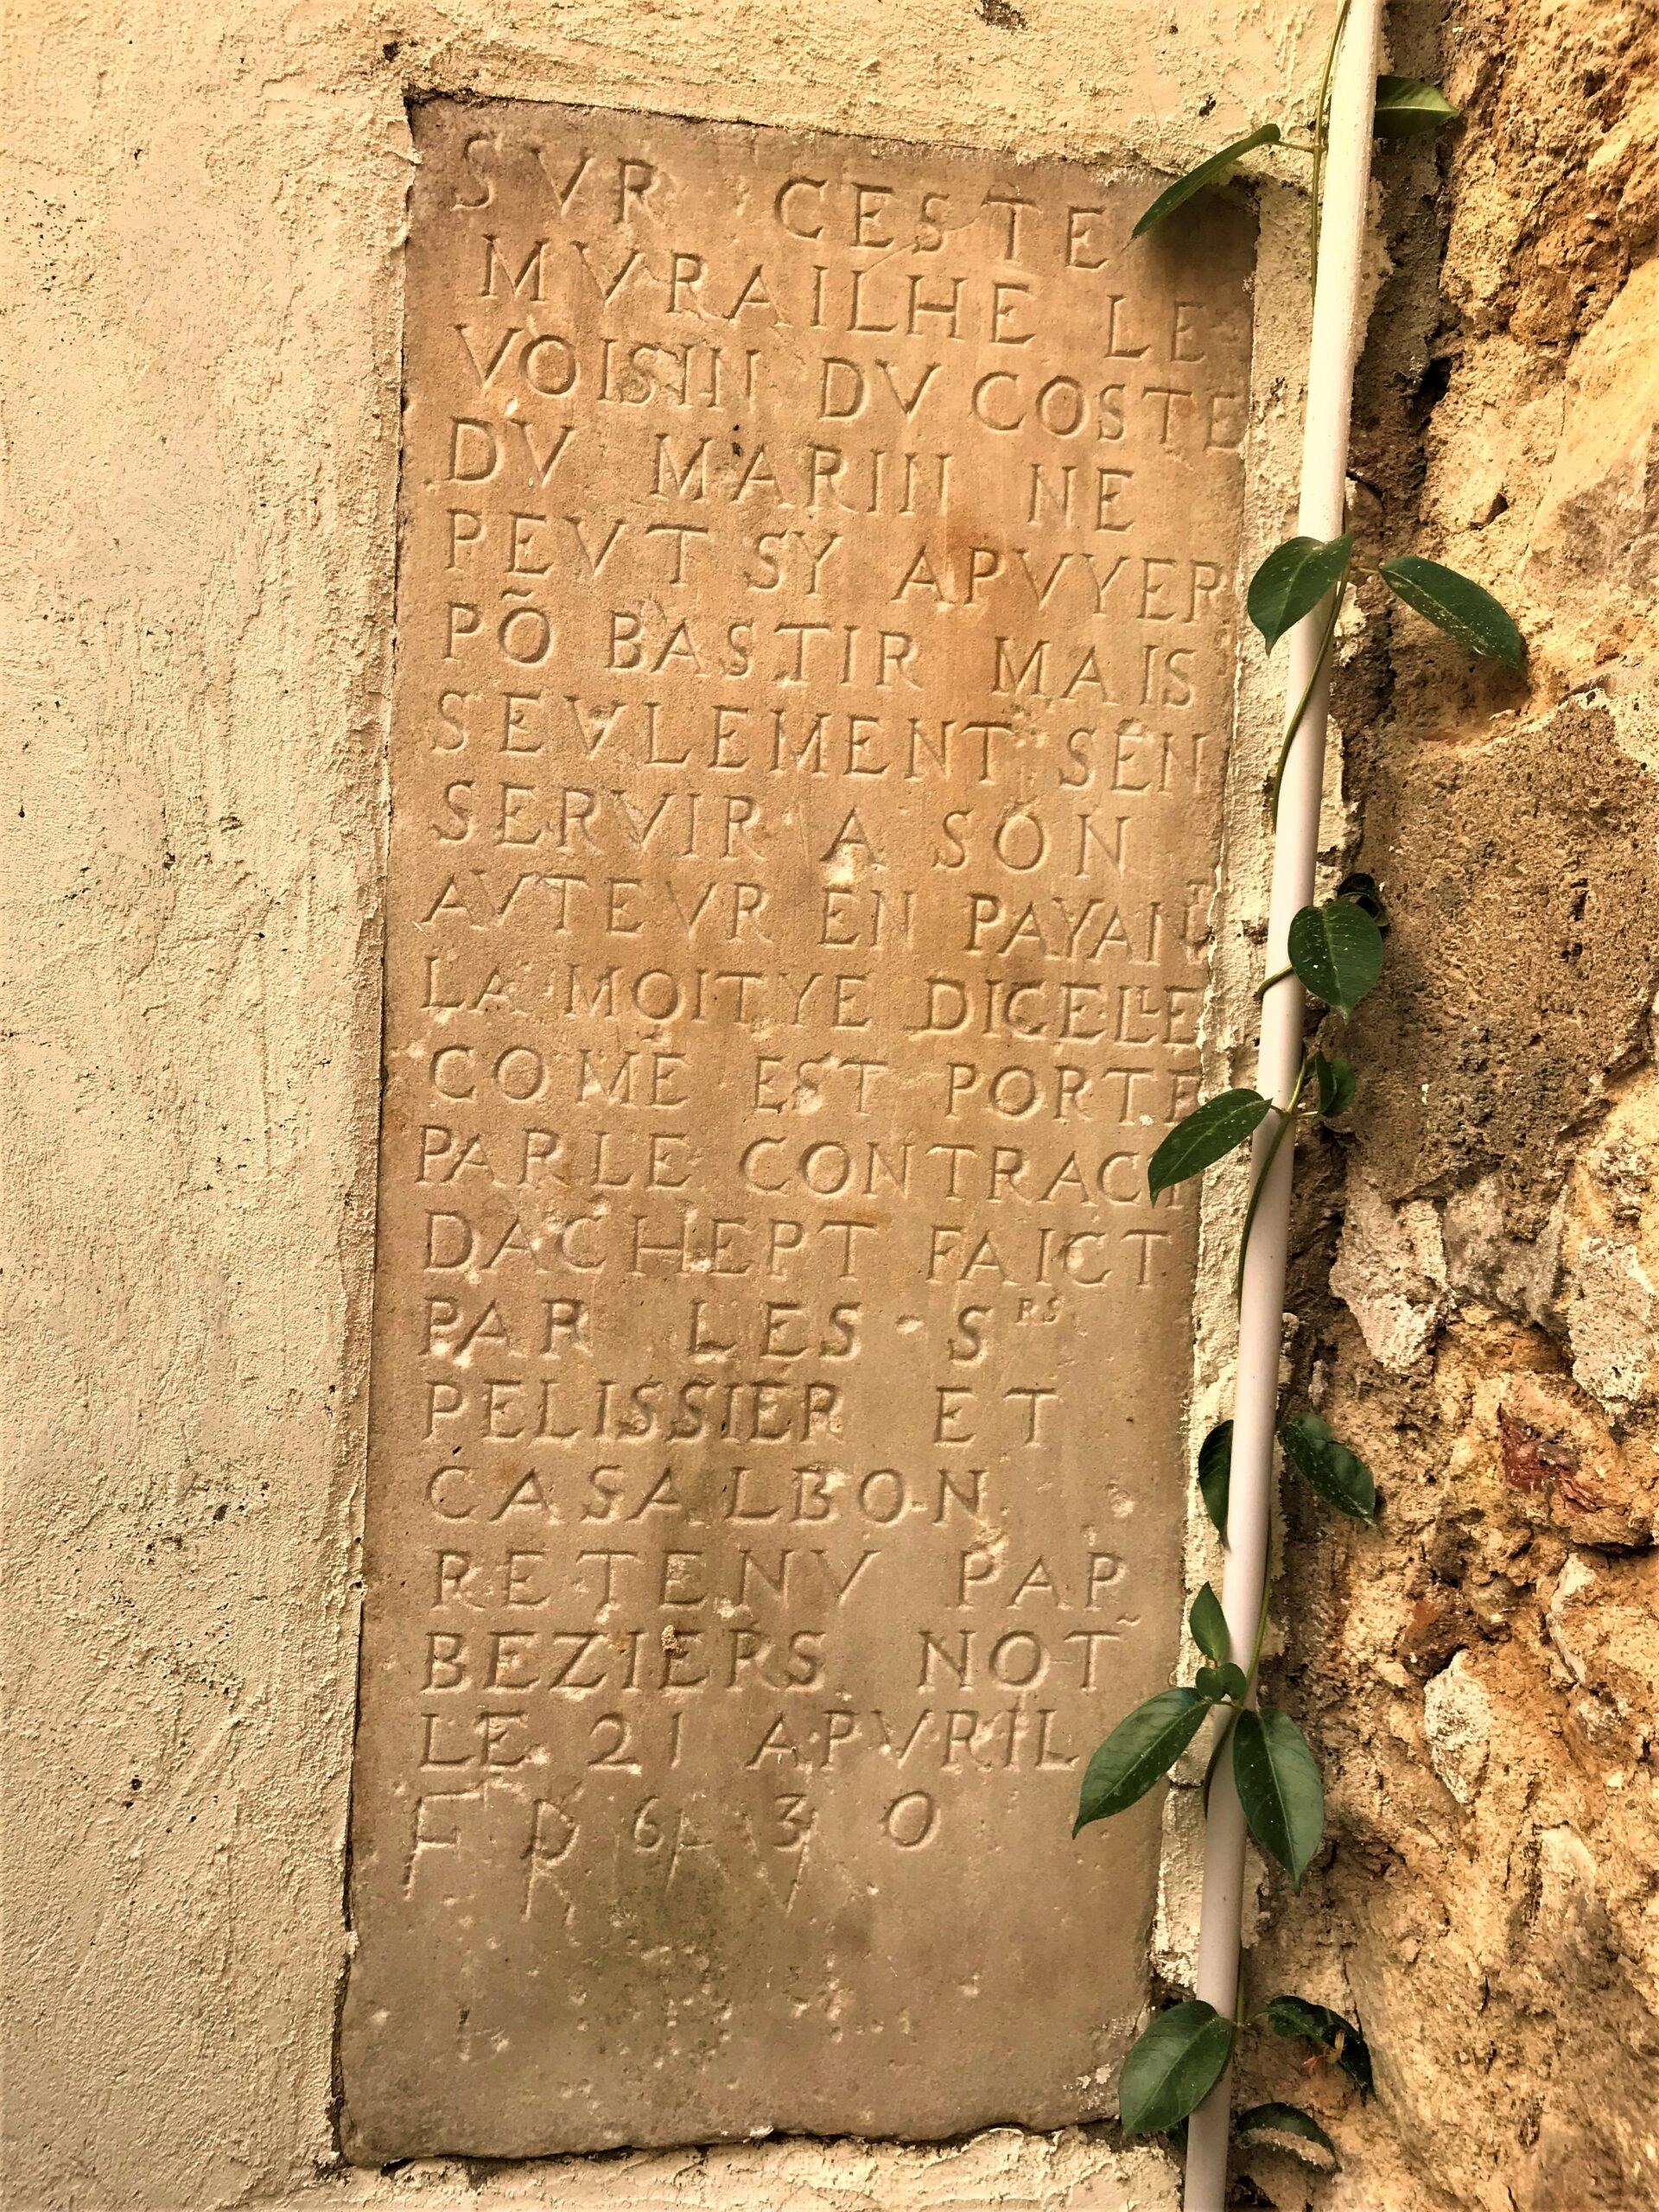 SVR CESTE
MVRAILHE LE
VOISIN DV COSTE
DV MARIN NE
PEVT SY APVYER
PÕ BASTIR MAIS
SEVLEMENT SEN
SERVIR A SON
AVTEVR EN PAYANT
LA MOITYE DICELLE
COME EST PORTE
PAR LE CONTRACT
DACHEPT FAICT
PAR LES SRS
PELISSIER ET
CASALBON
RETENV PAR
BEZIERS NOT̃
LE 21 APVRIL
1630